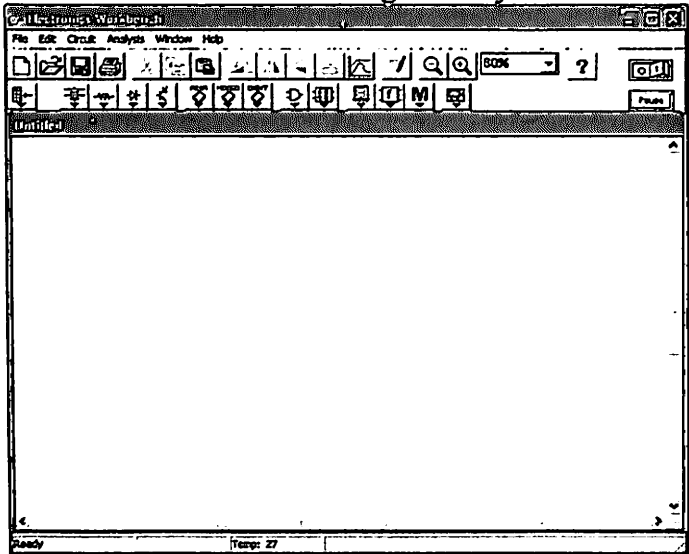 Electronics Workbench
File Edit Circuit Analysis Window Help
80%
?
Pause
Untitled
M
Ready Temp: 27